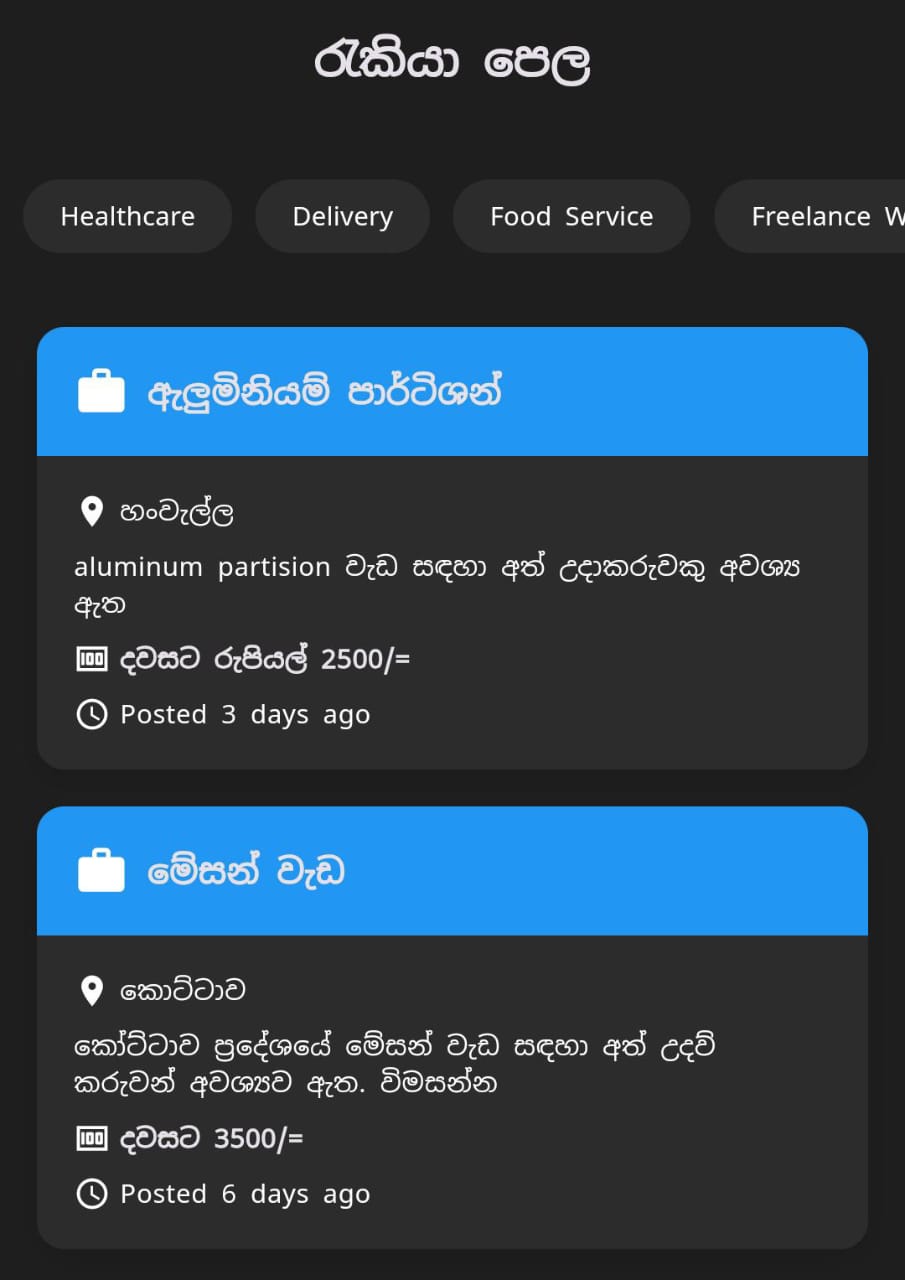 රැකියා පෙල
Healthcare
Delivery
Food Service
Freelance W
ඇලුමිනියම් පාර්ටිශන්
හංවැල්ල
aluminum partision වැඩ සඳහා අත් උදාකරුවකු අවශ්‍ය
ඇත
දවසට රුපියල් 2500/=
Posted 3 days ago
මේසන් වැඩ
කොට්ටාව
කෝට්ටාව ප්‍රදේශයේ මේසන් වැඩ සඳහා අත් උදව්
කරුවන් අවශ්‍යව ඇත. විමසන්න
දවසට 3500/=
Posted 6 days ago